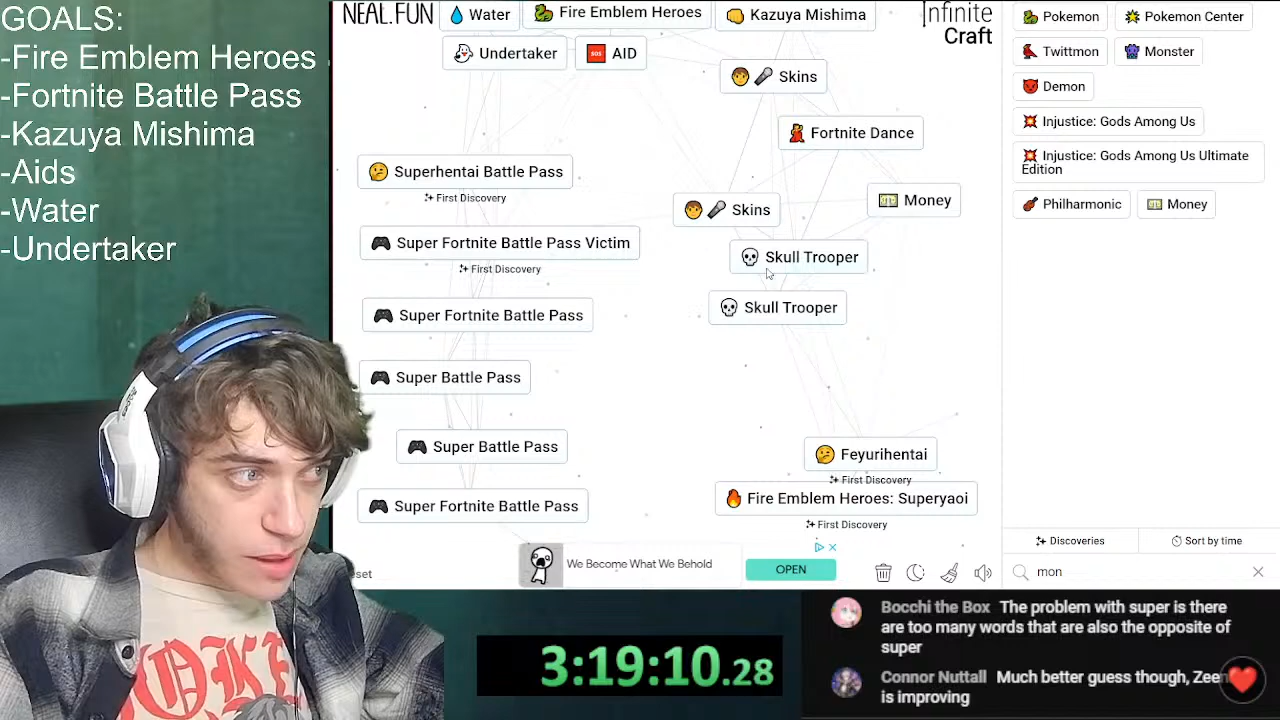 GOALS:
-Fire Emblem Heroes
-Fortnite Battle Pass
-Kazuya Mishima
-Aids
-Water
-Undertaker
NEAL.FUN
Water
Fire Emblem Heroes
Kazuya Mishima
Infinite
Craft
Undertaker
AID
Skins
Fortnite Dance
Superhentai Battle Pass
First Discovery
Skins
Money
Super Fortnite Battle Pass Victim
First Discovery
Skull Trooper
Super Fortnite Battle Pass
Skull Trooper
Super Battle Pass
Super Battle Pass
Feyurihentai
First Discovery
Super Fortnite Battle Pass
Fire Emblem Heroes: Superyaoi
First Discovery
We Become What We Behold
OPEN
Pokemon
Pokemon Center
Twittmon
Monster
Demon
Injustice: Gods Among Us
Injustice: Gods Among Us Ultimate
Edition
Philharmonic
Money
Discoveries
Sort by time
mon
3:19:10.28
Bocchi the Box The problem with super is there
are too many words that are also the opposite of
super
Connor Nuttall Much better guess though, Zeen
is improving